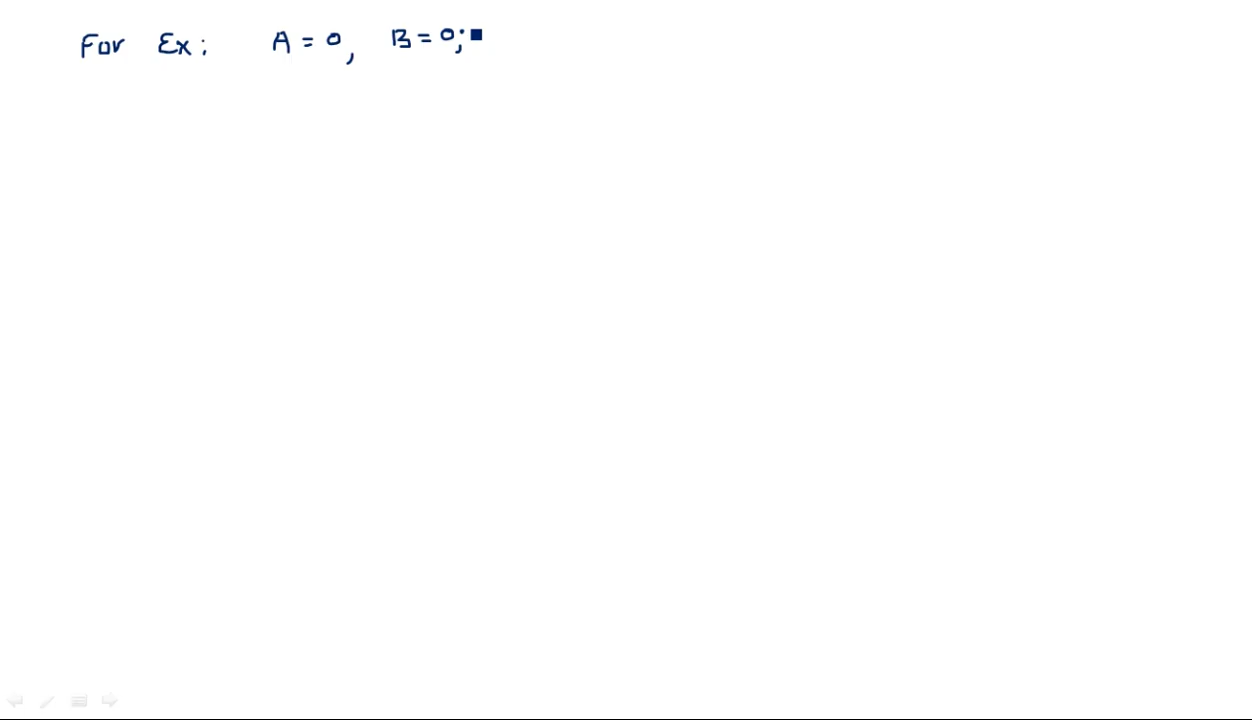 For Ex: A = 0, B = 0;